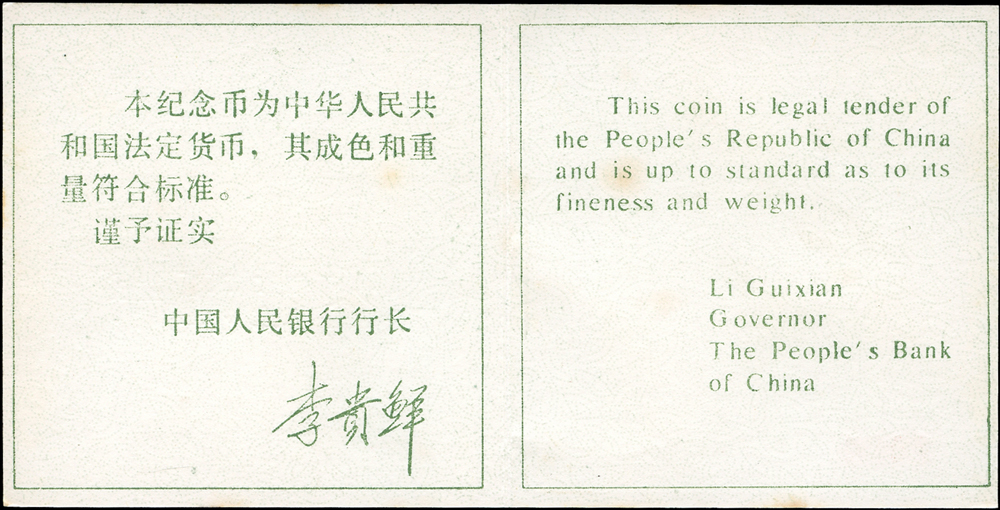 本纪念币为中华人民共
和国法定货币，其成色和重
量符合标准。
谨予证实
中国人民银行行长
李貴鲜
This coin is legal tender of
the People's Republic of China
and is up to standard as to its
fineness and weight.
Li Guixian
Governor
The People's Bank
of China